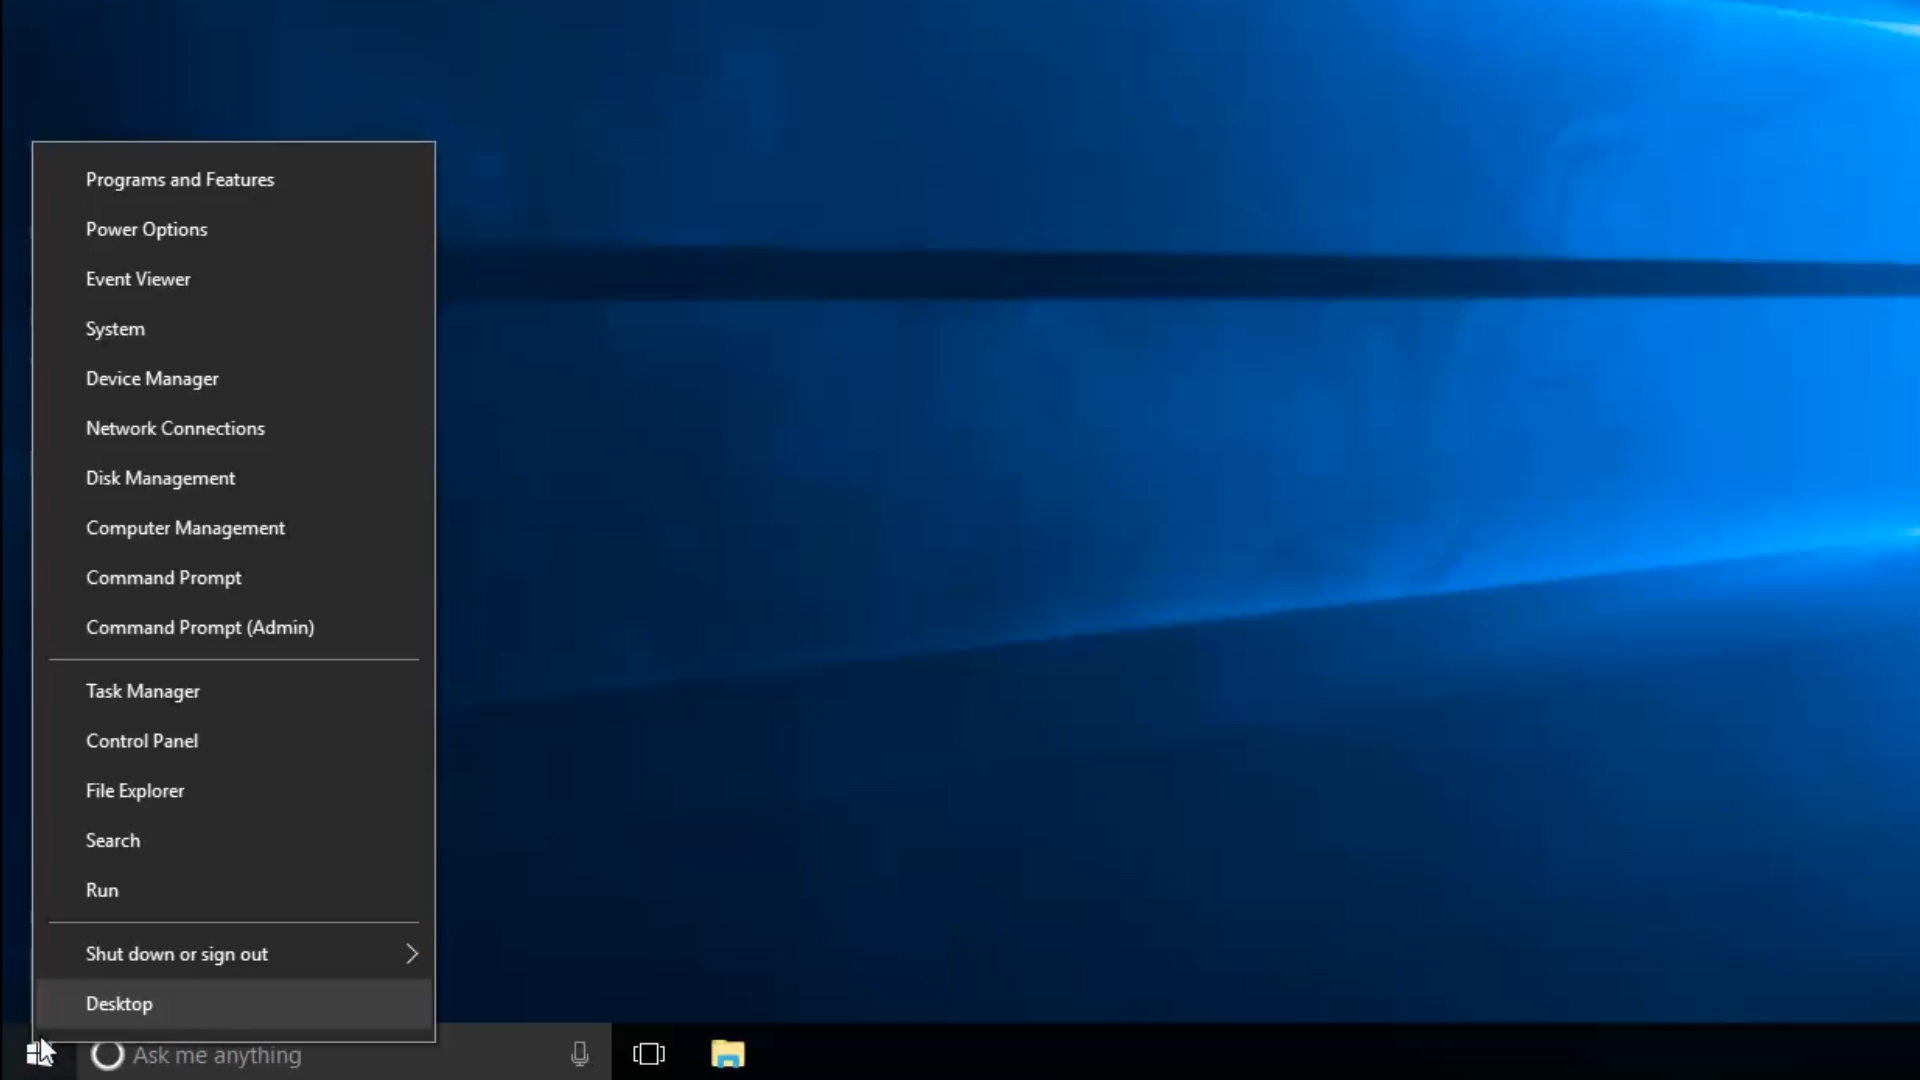 Programs and Features
Power Options
Event Viewer
System
Device Manager
Network Connections
Disk Management
Computer Management
Command Prompt
Command Prompt (Admin)
Task Manager
Control Panel
File Explorer
Search
Run
Shut down or sign out
Desktop
Ask me anything